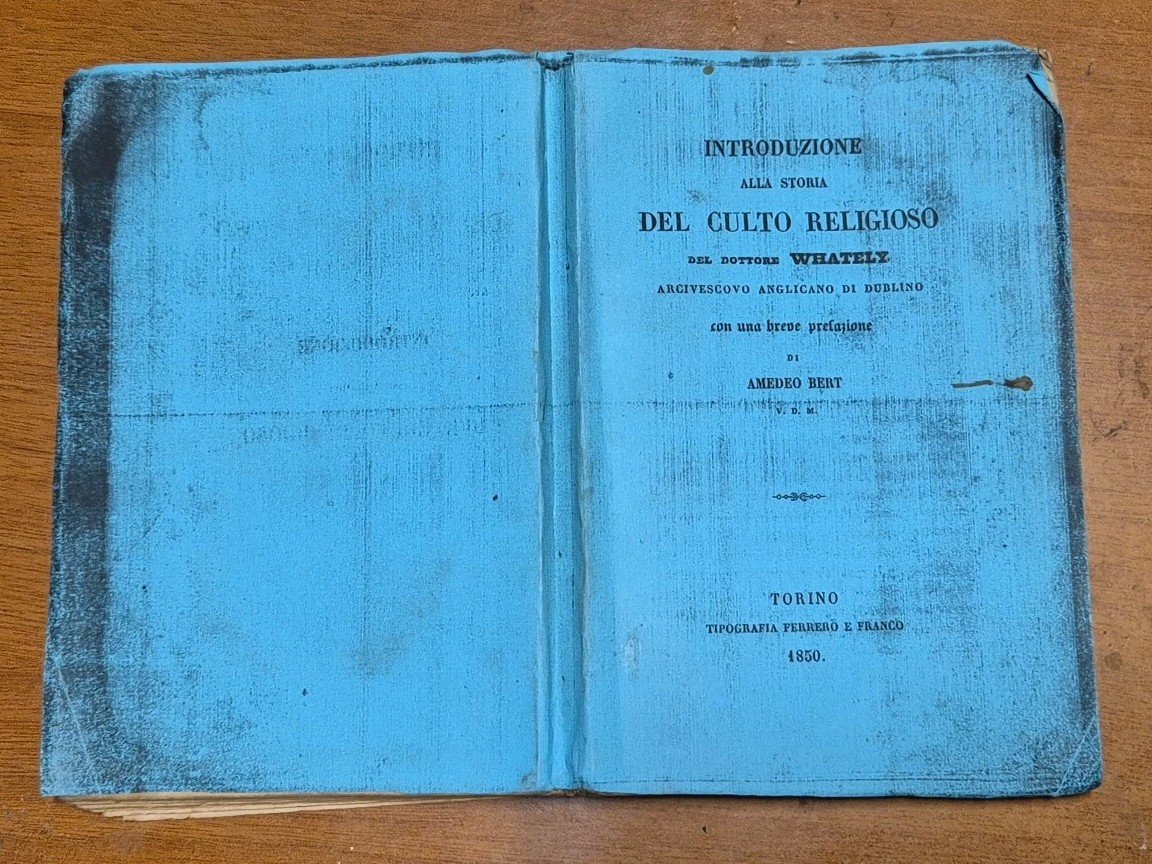 INTRODUZIONE
ALLA STORIA
DEL CULTO RELIGIOSO
DEL DOTTORE WHATELY
ARCIVESCOVO ANGLICANO DI DUBLINO
con una breve prefazione
DI
AMEDEO BERT
V. D. M.
TORINO
TIPOGRAFIA FERRERO E FRANCO
1850.